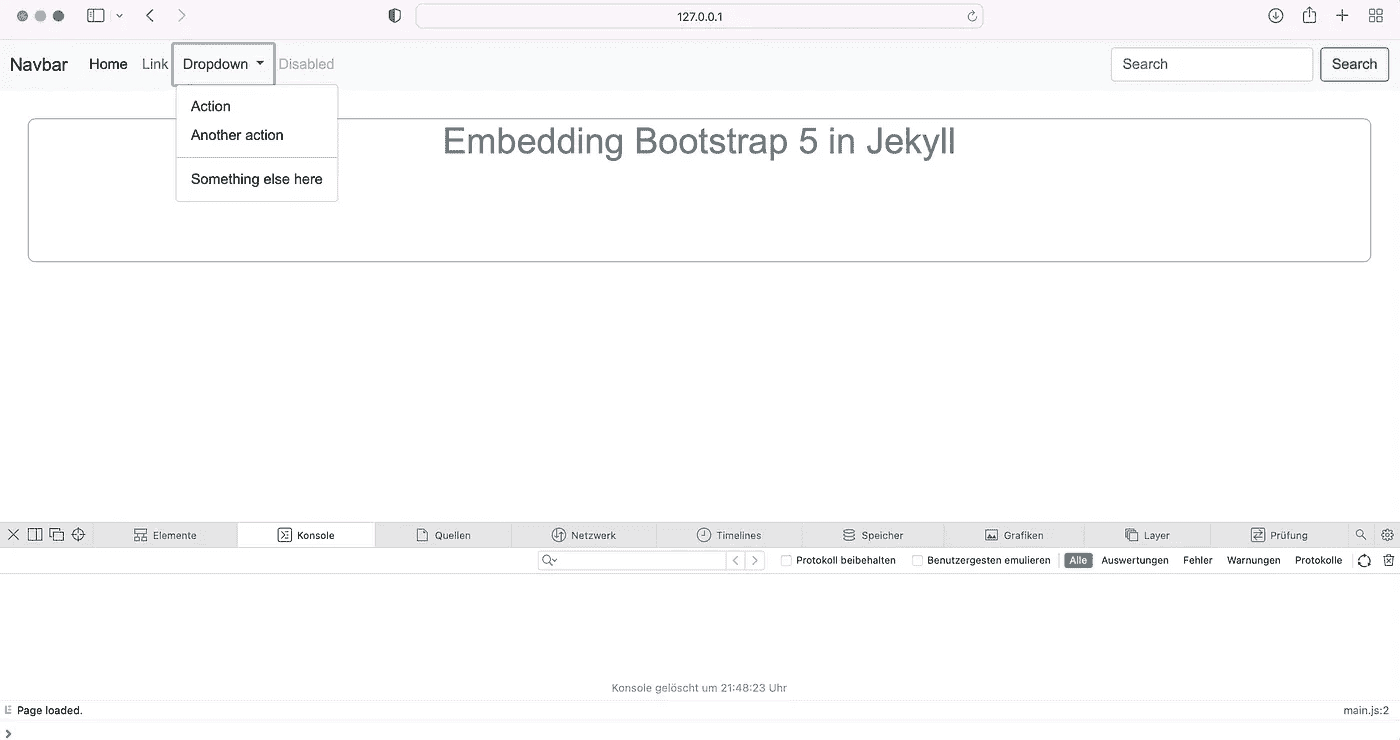 127.0.0.1
Navbar Home Link Dropdown Disabled Search Search
Action
Another action
Something else here
Embedding Bootstrap 5 in Jekyll
Elemente Konsole Quellen Netzwerk Timelines Speicher Grafiken Layer Prüfung
Protokoll beibehalten Benutzergesten emulieren Alle Auswertungen Fehler Warnungen Protokolle
Konsole gelöscht um 21:48:23 Uhr
Page loaded. main.js:2